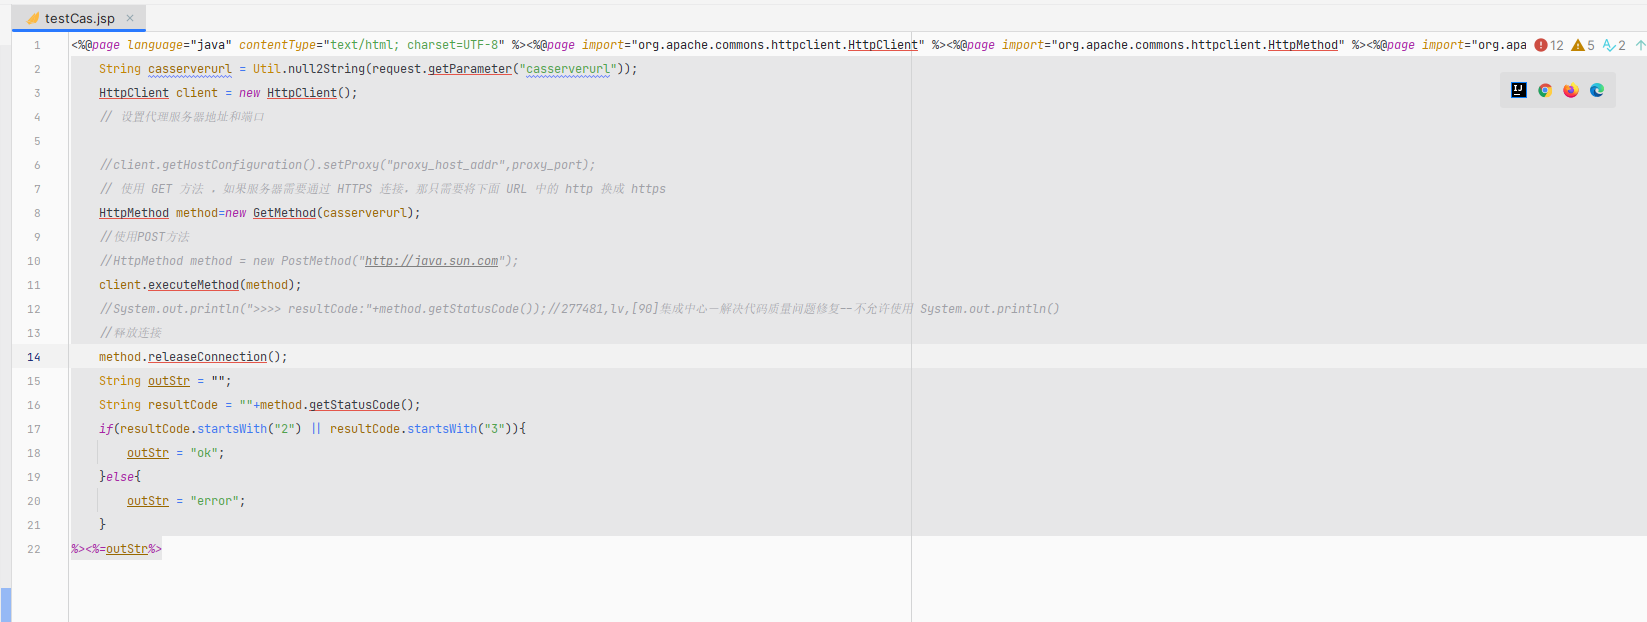 testCas.jsp
1 <%@page language="java" contentType="text/html; charset=UTF-8" %><%@page import="org.apache.commons.httpclient.HttpClient" %><%@page import="org.apache.commons.httpclient.HttpMethod" %><%@page import="org.apa 12 5 2
2 String casserverurl = Util.null2String(request.getParameter("casserverurl"));
3 HttpClient client = new HttpClient();
4 // 设置代理服务器地址和端口
5
6 //client.getHostConfiguration().setProxy("proxy_host_addr",proxy_port);
7 // 使用 GET 方法 ，如果服务器需要通过 HTTPS 连接，那只需要将下面 URL 中的 http 换成 https
8 HttpMethod method=new GetMethod(casserverurl);
9 //使用POST方法
10 //HttpMethod method = new PostMethod("http://java.sun.com");
11 client.executeMethod(method);
12 //System.out.println(">>>> resultCode:"+method.getStatusCode());//277481,lv,[90]集成中心-解决代码质量问题修复--不允许使用 System.out.println()
13 //释放连接
14 method.releaseConnection();
15 String outStr = "";
16 String resultCode = ""+method.getStatusCode();
17 if(resultCode.startsWith("2") || resultCode.startsWith("3")){
18 outStr = "ok";
19 }else{
20 outStr = "error";
21 }
22 %><%=outStr%>